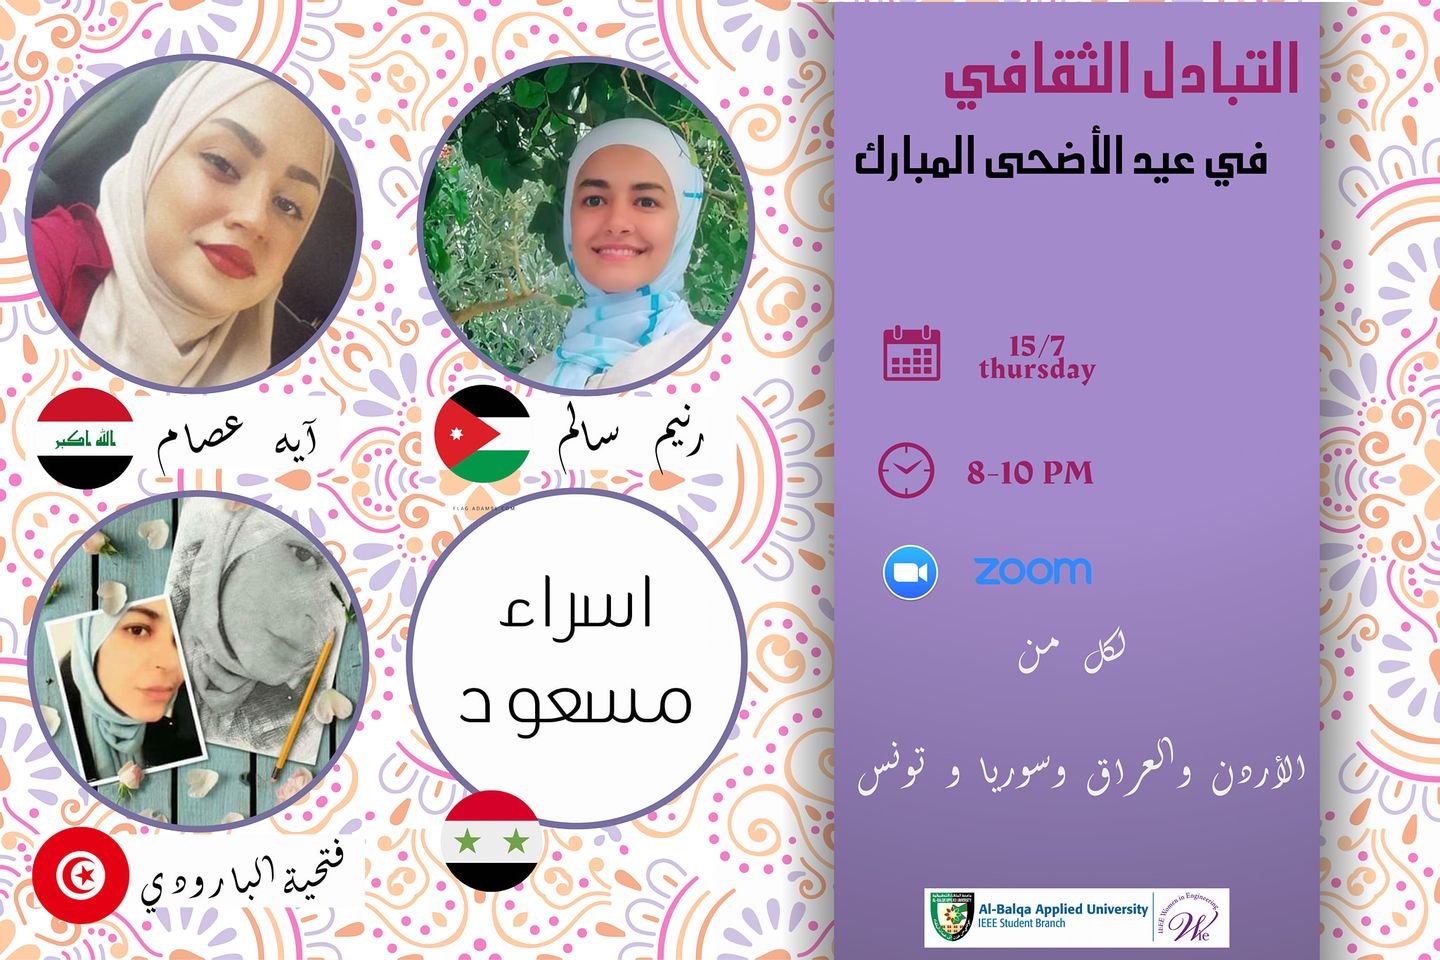 التبادل الثقافي
في عيد الأضحى المبارك
15/7
thursday
8-10 PM
zoom
لكل من
الأردن والعراق وسوريا و تونس
رنيم سالم
آيه عصام
الله اكبر
FLAG.ADAMSE.COM
اسراء
مسعود
فتحية البارودي
Al-Balqa Applied University
IEEE Student Branch
IEEE Women in Engineering
Wie